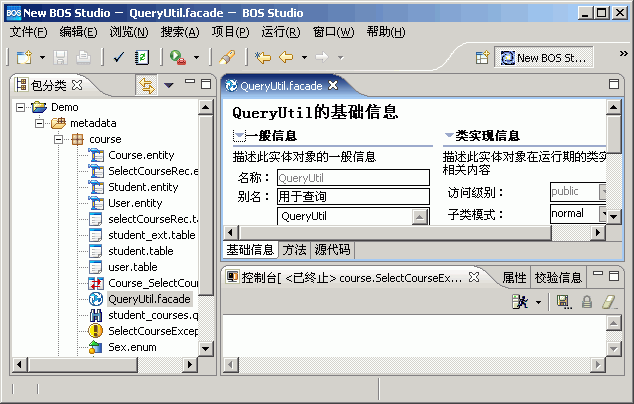 New BOS Studio - QueryUtil.facade - BOS Studio
文件(F) 编辑(E) 浏览(N) 搜索(A) 项目(P) 运行(R) 窗口(W) 帮助(H)
New BOS St...
包分类
Demo
metadata
course
Course.entity
SelectCourseRec.e
Student.entity
User.entity
selectCourseRec.t
student_ext.table
student.table
user.table
Course_SelectCou
QueryUtil.facade
student_courses.q
SelectCourseExcep
Sex.enum
QueryUtil.facade
QueryUtil的基础信息
一般信息
描述此实体对象的一般信息
名称： QueryUtil
别名： 用于查询
QueryUtil
类实现信息
描述此实体对象在运行期的类实
相关内容
访问级别： public
子类模式： normal
基础信息 方法 源代码
控制台[ <已终止> course.SelectCourseEx... 属性 校验信息